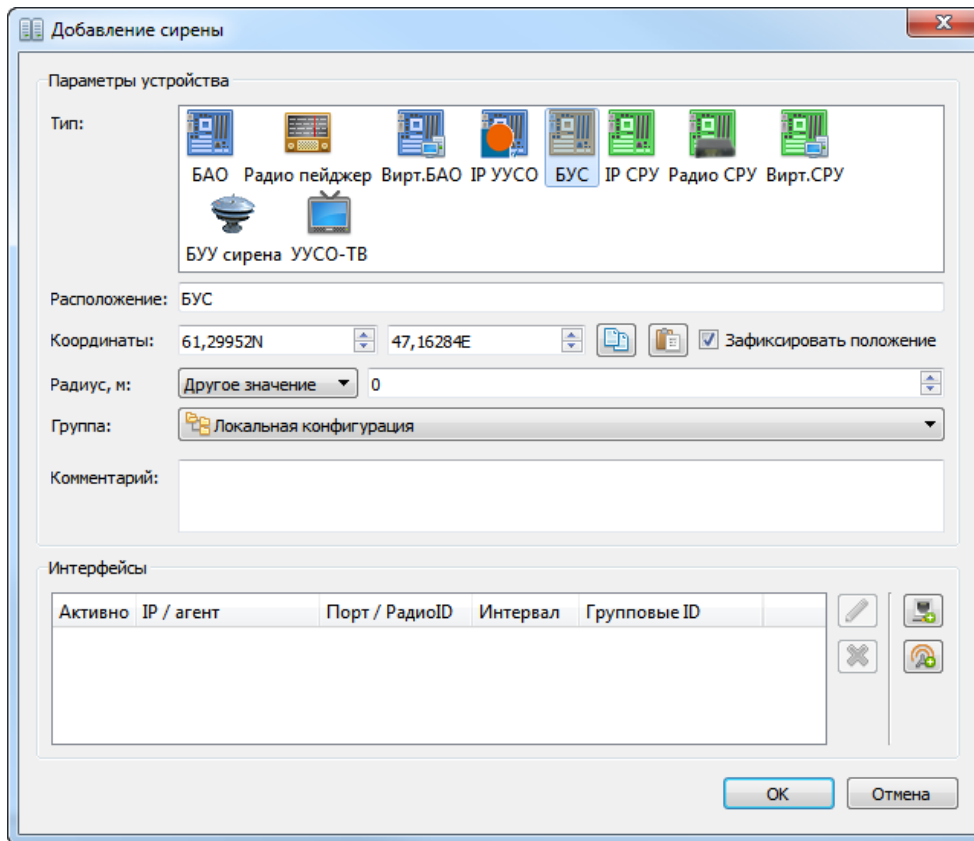 Добавление сирены
Параметры устройства
Тип:
БАО Радио пейджер Вирт.БАО IP УУСО БУС IP СРУ Радио СРУ Вирт.СРУ
БУУ сирена УУСО-ТВ
Расположение: БУС
Координаты: 61,29952N 47,16284E Зафиксировать положение
Радиус, м: Другое значение 0
Группа: Локальная конфигурация
Комментарий:
Интерфейсы
Активно IP / агент Порт / РадиоID Интервал Групповые ID
OK Отмена